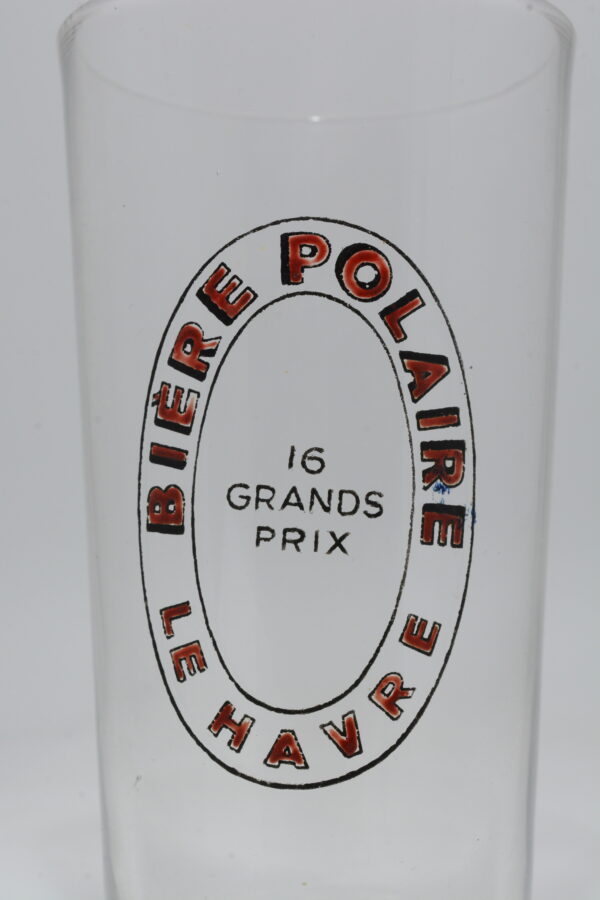 BIÈRE POLAIRE
16
GRANDS
PRIX
LE HAVRE